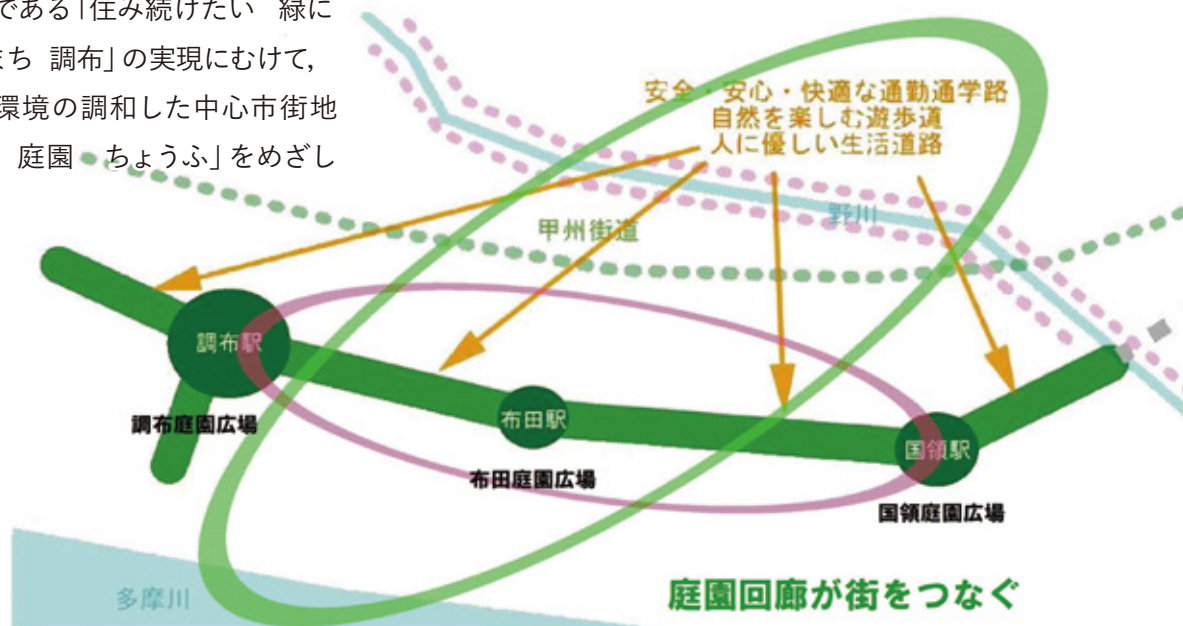 である「住み続けたい 緑に
まち 調布」の実現にむけて，
環境の調和した中心市街地
庭園 ちょうふ」をめざし
安全・安心・快適な通勤通学路
自然を楽しむ遊歩道
人に優しい生活道路
野川
甲州街道
調布駅
調布庭園広場
布田駅
布田庭園広場
国領駅
国領庭園広場
多摩川
庭園回廊が街をつなぐ